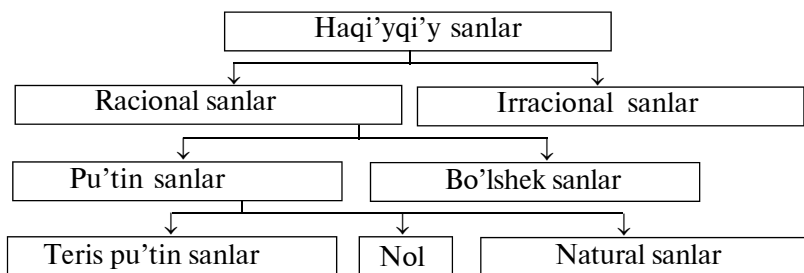 Haqi’yqi’y sanlar
Racional sanlar
Irracional sanlar
Pu’tin sanlar
Bo’lshek sanlar
Teris pu’tin sanlar
Nol
Natural sanlar